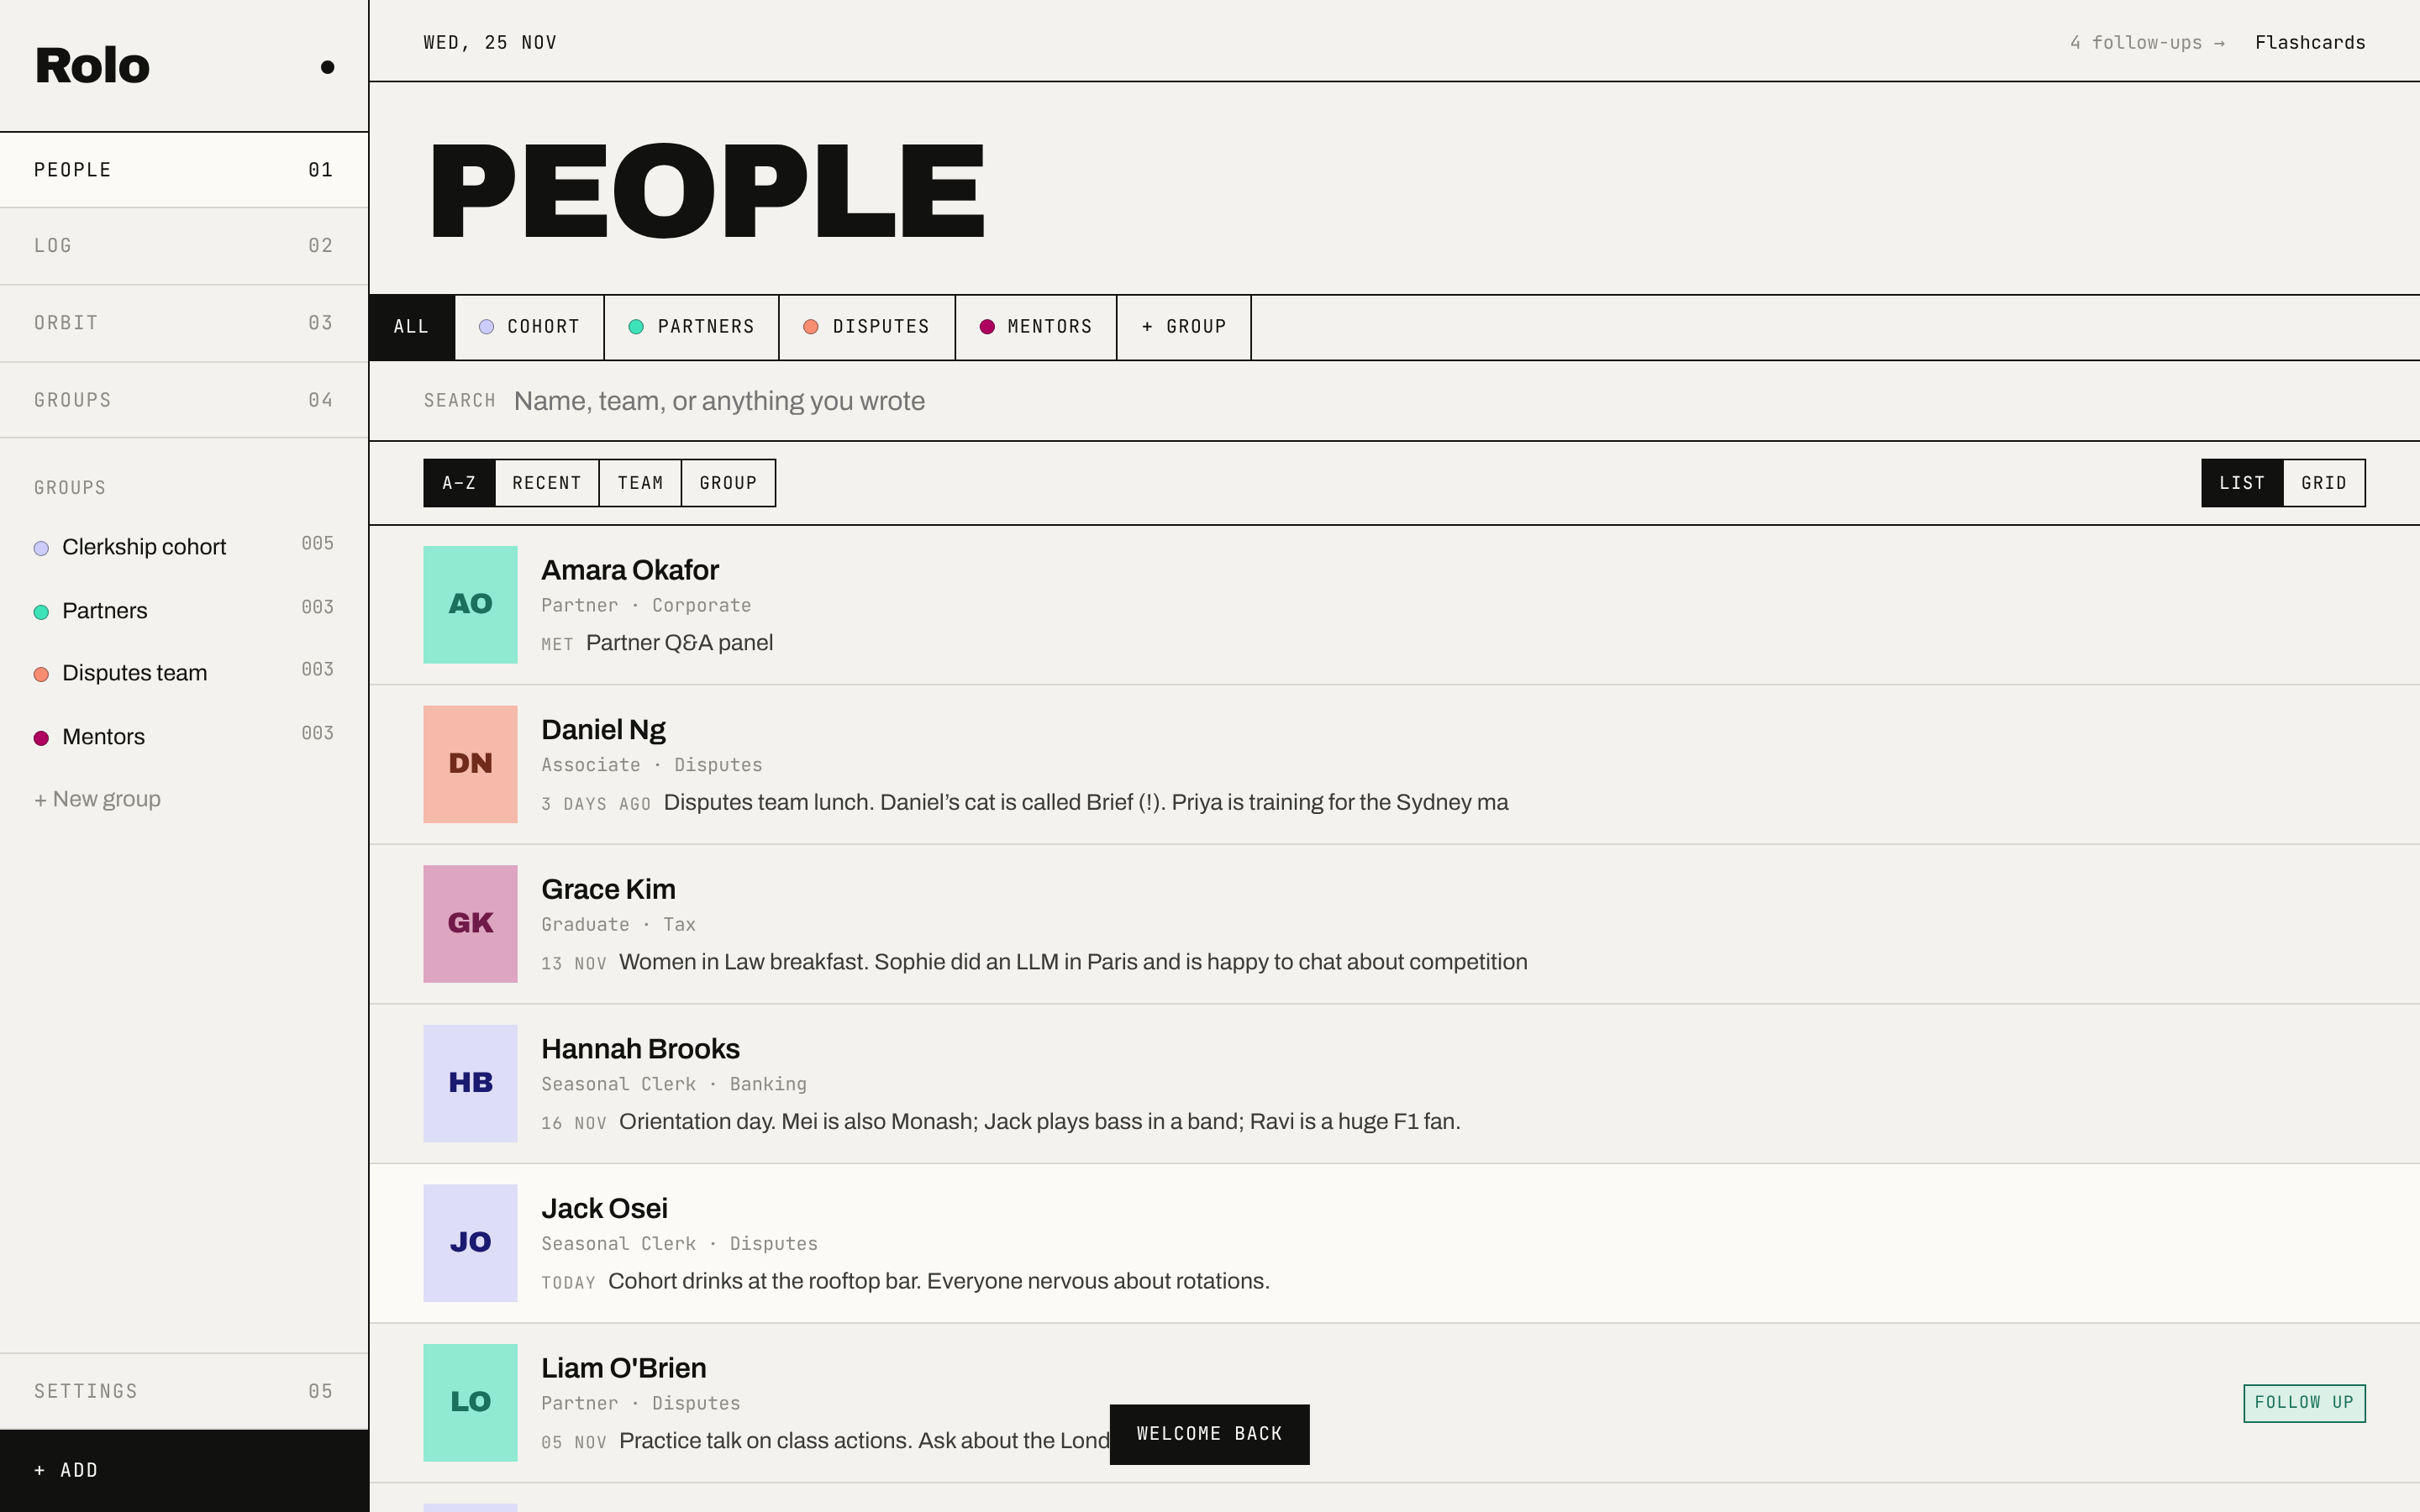 Rolo
PEOPLE 01
LOG 02
ORBIT 03
GROUPS 04
GROUPS
Clerkship cohort 005
Partners 003
Disputes team 003
Mentors 003
+ New group
SETTINGS 05
+ ADD
WED, 25 NOV
4 follow-ups → Flashcards
PEOPLE
ALL COHORT PARTNERS DISPUTES MENTORS + GROUP
SEARCH Name, team, or anything you wrote
A–Z RECENT TEAM GROUP LIST GRID
AO
Amara Okafor
Partner · Corporate
MET Partner Q&A panel
DN
Daniel Ng
Associate · Disputes
3 DAYS AGO Disputes team lunch. Daniel’s cat is called Brief (!). Priya is training for the Sydney ma
GK
Grace Kim
Graduate · Tax
13 NOV Women in Law breakfast. Sophie did an LLM in Paris and is happy to chat about competition
HB
Hannah Brooks
Seasonal Clerk · Banking
16 NOV Orientation day. Mei is also Monash; Jack plays bass in a band; Ravi is a huge F1 fan.
JO
Jack Osei
Seasonal Clerk · Disputes
TODAY Cohort drinks at the rooftop bar. Everyone nervous about rotations.
LO
Liam O'Brien
Partner · Disputes
05 NOV Practice talk on class actions. Ask about the Lond
FOLLOW UP
WELCOME BACK